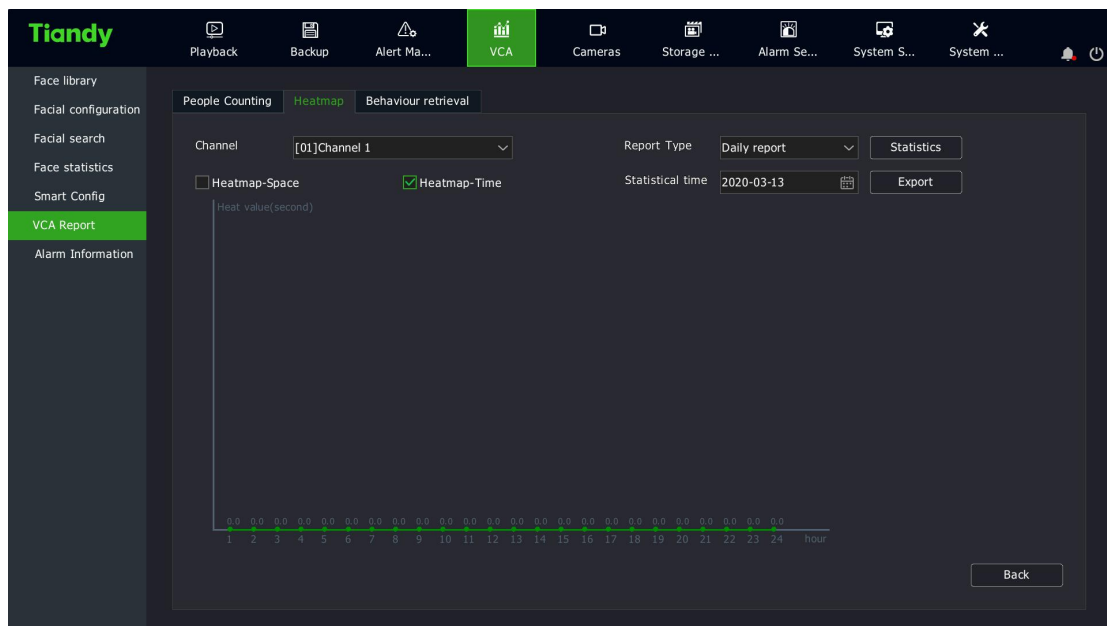 Tiandy
Playback Backup Alert Ma... VCA Cameras Storage ... Alarm Se... System S... System ...
Face library
Facial configuration
Facial search
Face statistics
Smart Config
VCA Report
Alarm Information
People Counting Heatmap Behaviour retrieval
Channel [01]Channel 1 Report Type Daily report Statistics
Heatmap-Space Heatmap-Time Statistical time 2020-03-13 Export
Heat value(second)
0.0 0.0 0.0 0.0 0.0 0.0 0.0 0.0 0.0 0.0 0.0 0.0 0.0 0.0 0.0 0.0 0.0 0.0 0.0 0.0 0.0 0.0 0.0 0.0
1 2 3 4 5 6 7 8 9 10 11 12 13 14 15 16 17 18 19 20 21 22 23 24 hour
Back